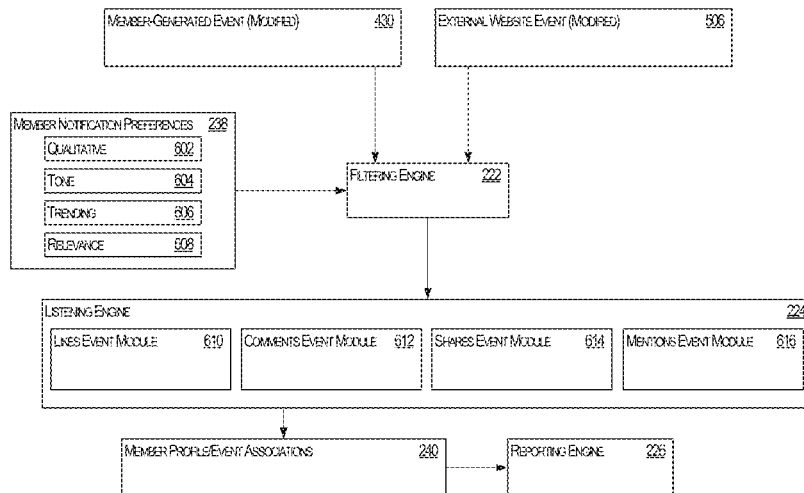 MEMBER-GENERATED EVENT (MODIFIED) 430
EXTERNAL WEBSITE EVENT (MODIFIED) 506
MEMBER NOTIFICATION PREFERENCES 238
QUALITATIVE 602
TONE 604
TRENDING 606
RELEVANCE 608
FILTERING ENGINE 222
LISTENING ENGINE 224
LIKES EVENT MODULE 610
COMMENTS EVENT MODULE 612
SHARES EVENT MODULE 614
MENTIONS EVENT MODULE 616
MEMBER PROFILE/EVENT ASSOCIATIONS 240
REPORTING ENGINE 226